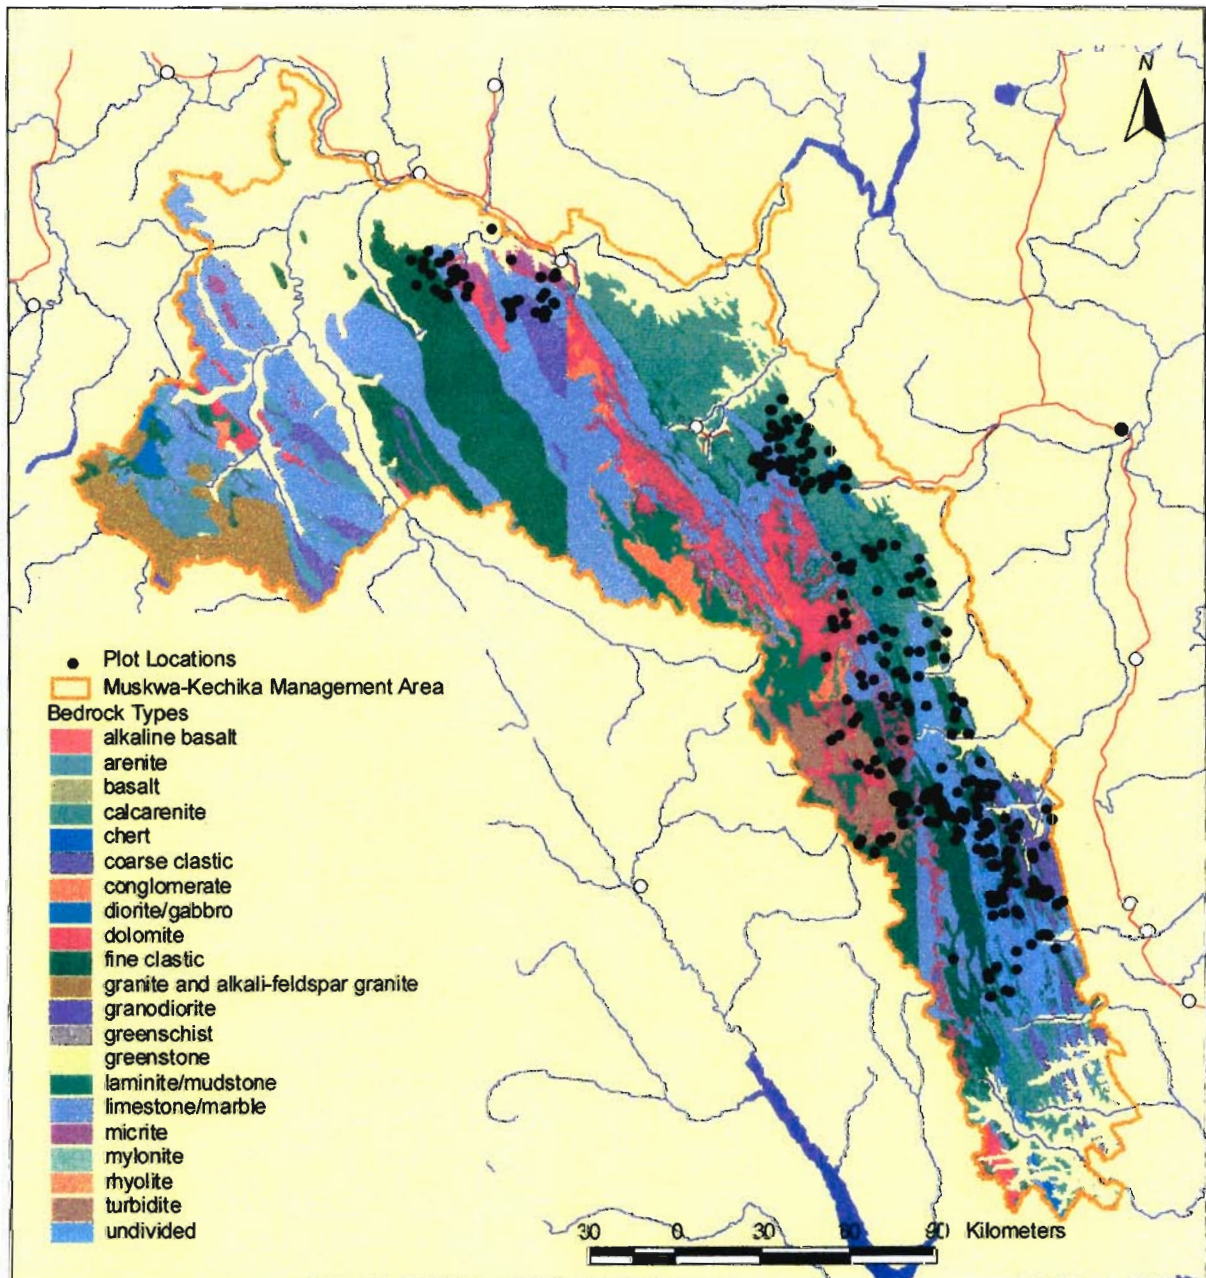 N
Plot Locations
Muskwa-Kechika Management Area
Bedrock Types
alkaline basalt
arenite
basalt
calcarenite
chert
coarse clastic
conglomerate
diorite/gabbro
dolomite
fine clastic
granite and alkali-feldspar granite
granodiorite
greenschist
greenstone
laminite/mudstone
limestone/marble
micrite
mylonite
rhyolite
turbidite
undivided
30 0 30 60 90 Kilometers